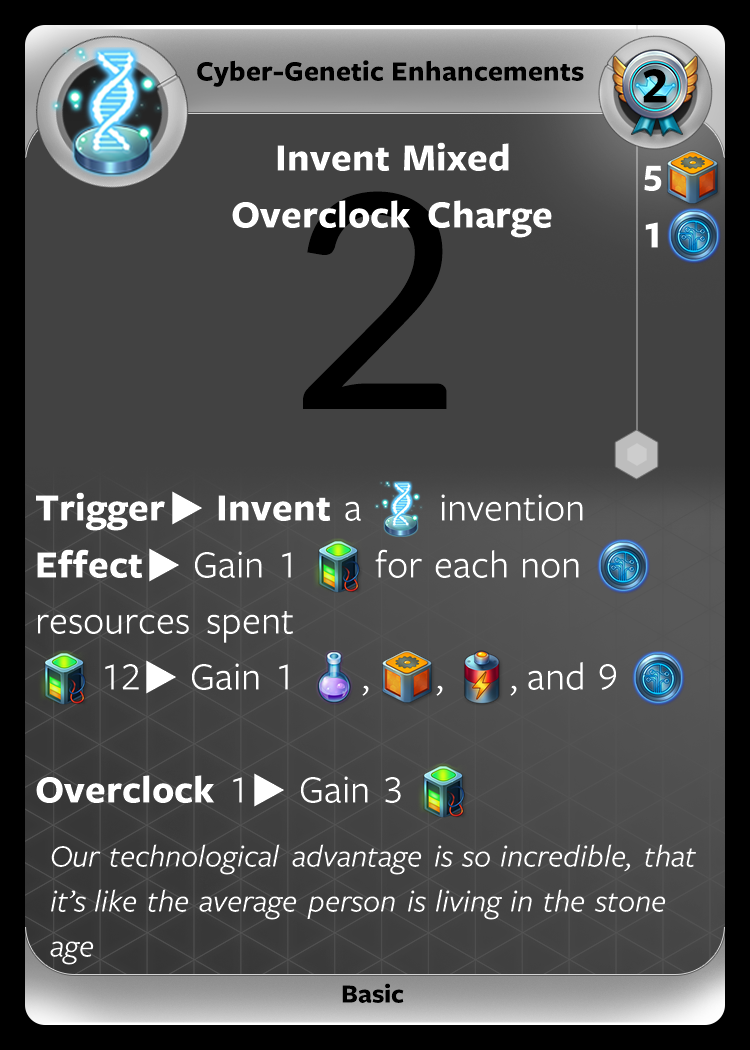 Cyber-Genetic Enhancements
2
Invent Mixed
Overclock Charge
5
1
2
Trigger▶ Invent a invention
Effect▶ Gain 1 for each non
resources spent
12▶ Gain 1 , , , and 9
Overclock 1▶ Gain 3
Our technological advantage is so incredible, that
it's like the average person is living in the stone
age
Basic